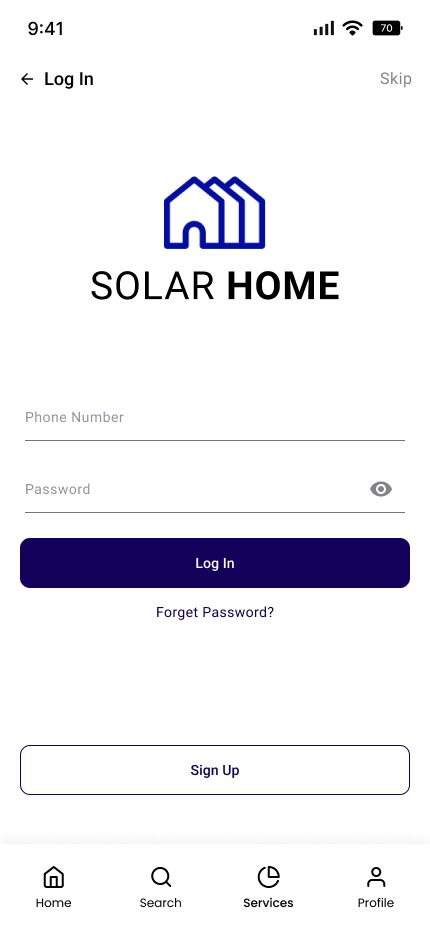 9:41
70
Log In
Skip
SOLAR HOME
Phone Number
Password
Log In
Forget Password?
Sign Up
Home
Search
Services
Profile